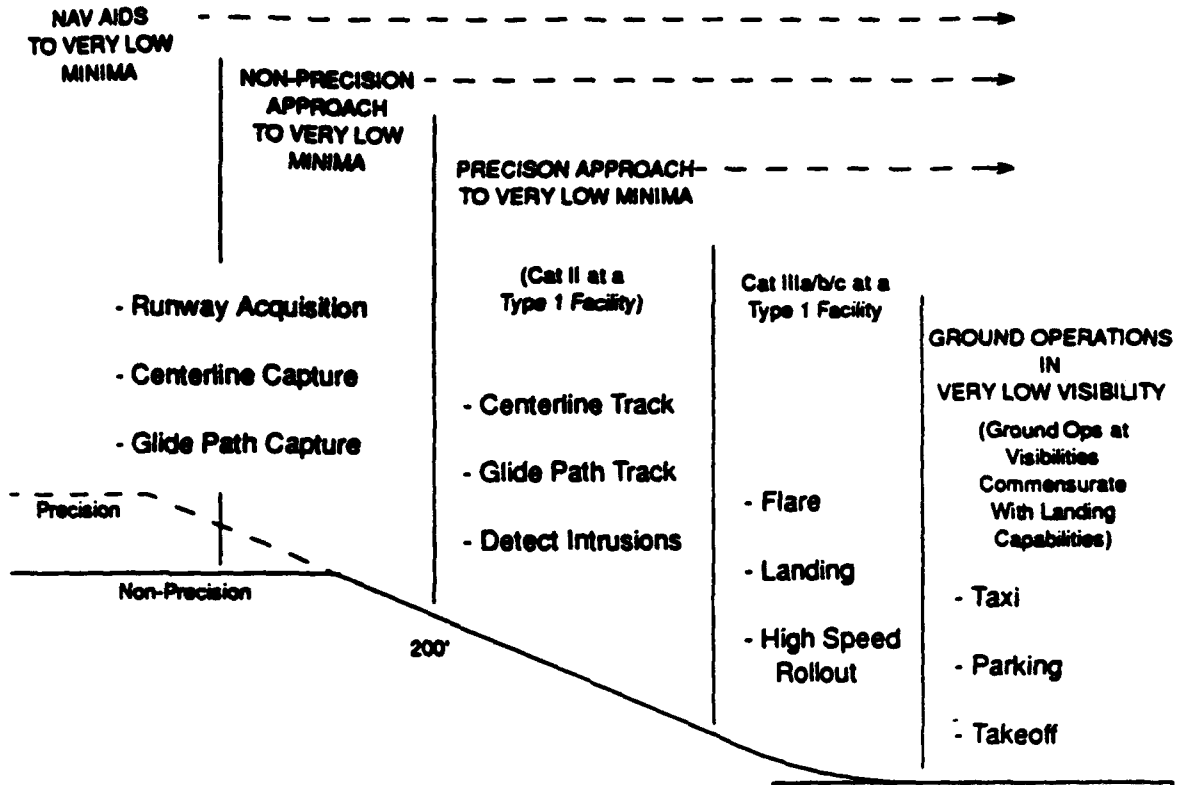 NAV AIDS
TO VERY LOW
MINIMA
NON-PRECISION
APPROACH
TO VERY LOW
MINIMA
PRECISON APPROACH
TO VERY LOW MINIMA
- Runway Acquisition
- Centerline Capture
- Glide Path Capture
(Cat II at a
Type 1 Facility)
- Centerline Track
- Glide Path Track
- Detect Intrusions
Cat IIIa/b/c at a
Type 1 Facility
- Flare
- Landing
- High Speed
Rollout
GROUND OPERATIONS
IN
VERY LOW VISIBILITY
(Ground Ops at
Visibilities
Commensurate
With Landing
Capabilities)
- Taxi
- Parking
- Takeoff
Precision
Non-Precision
200'